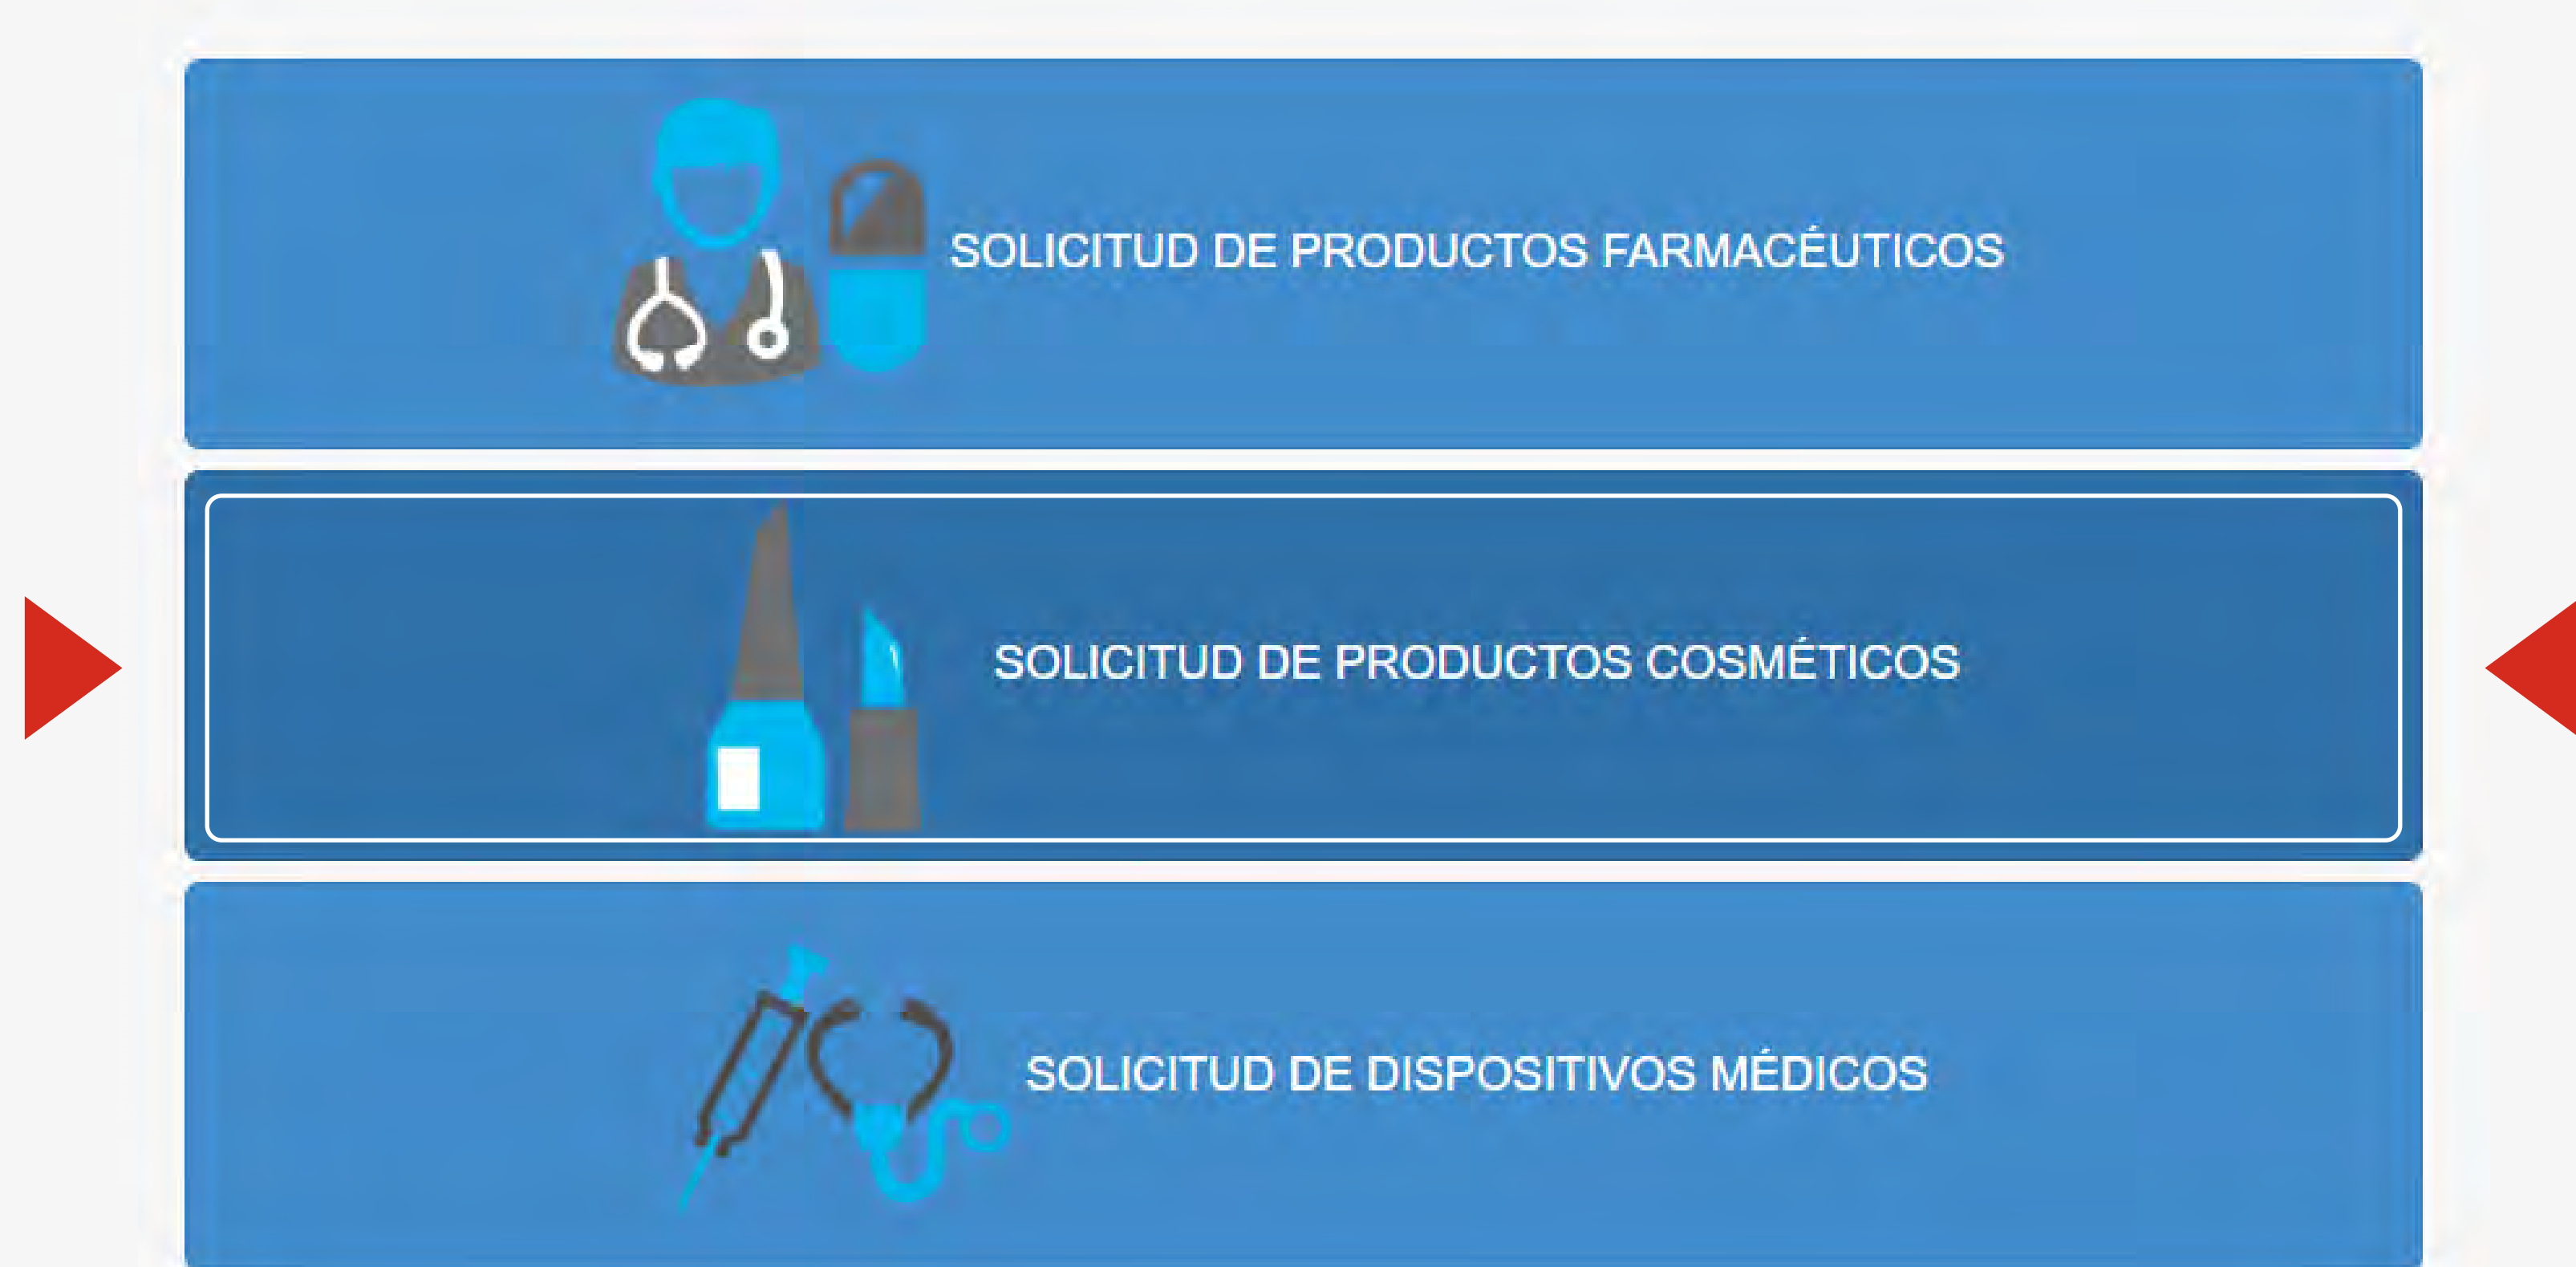 SOLICITUD DE PRODUCTOS FARMACÉUTICOS
SOLICITUD DE PRODUCTOS COSMÉTICOS
SOLICITUD DE DISPOSITIVOS MÉDICOS